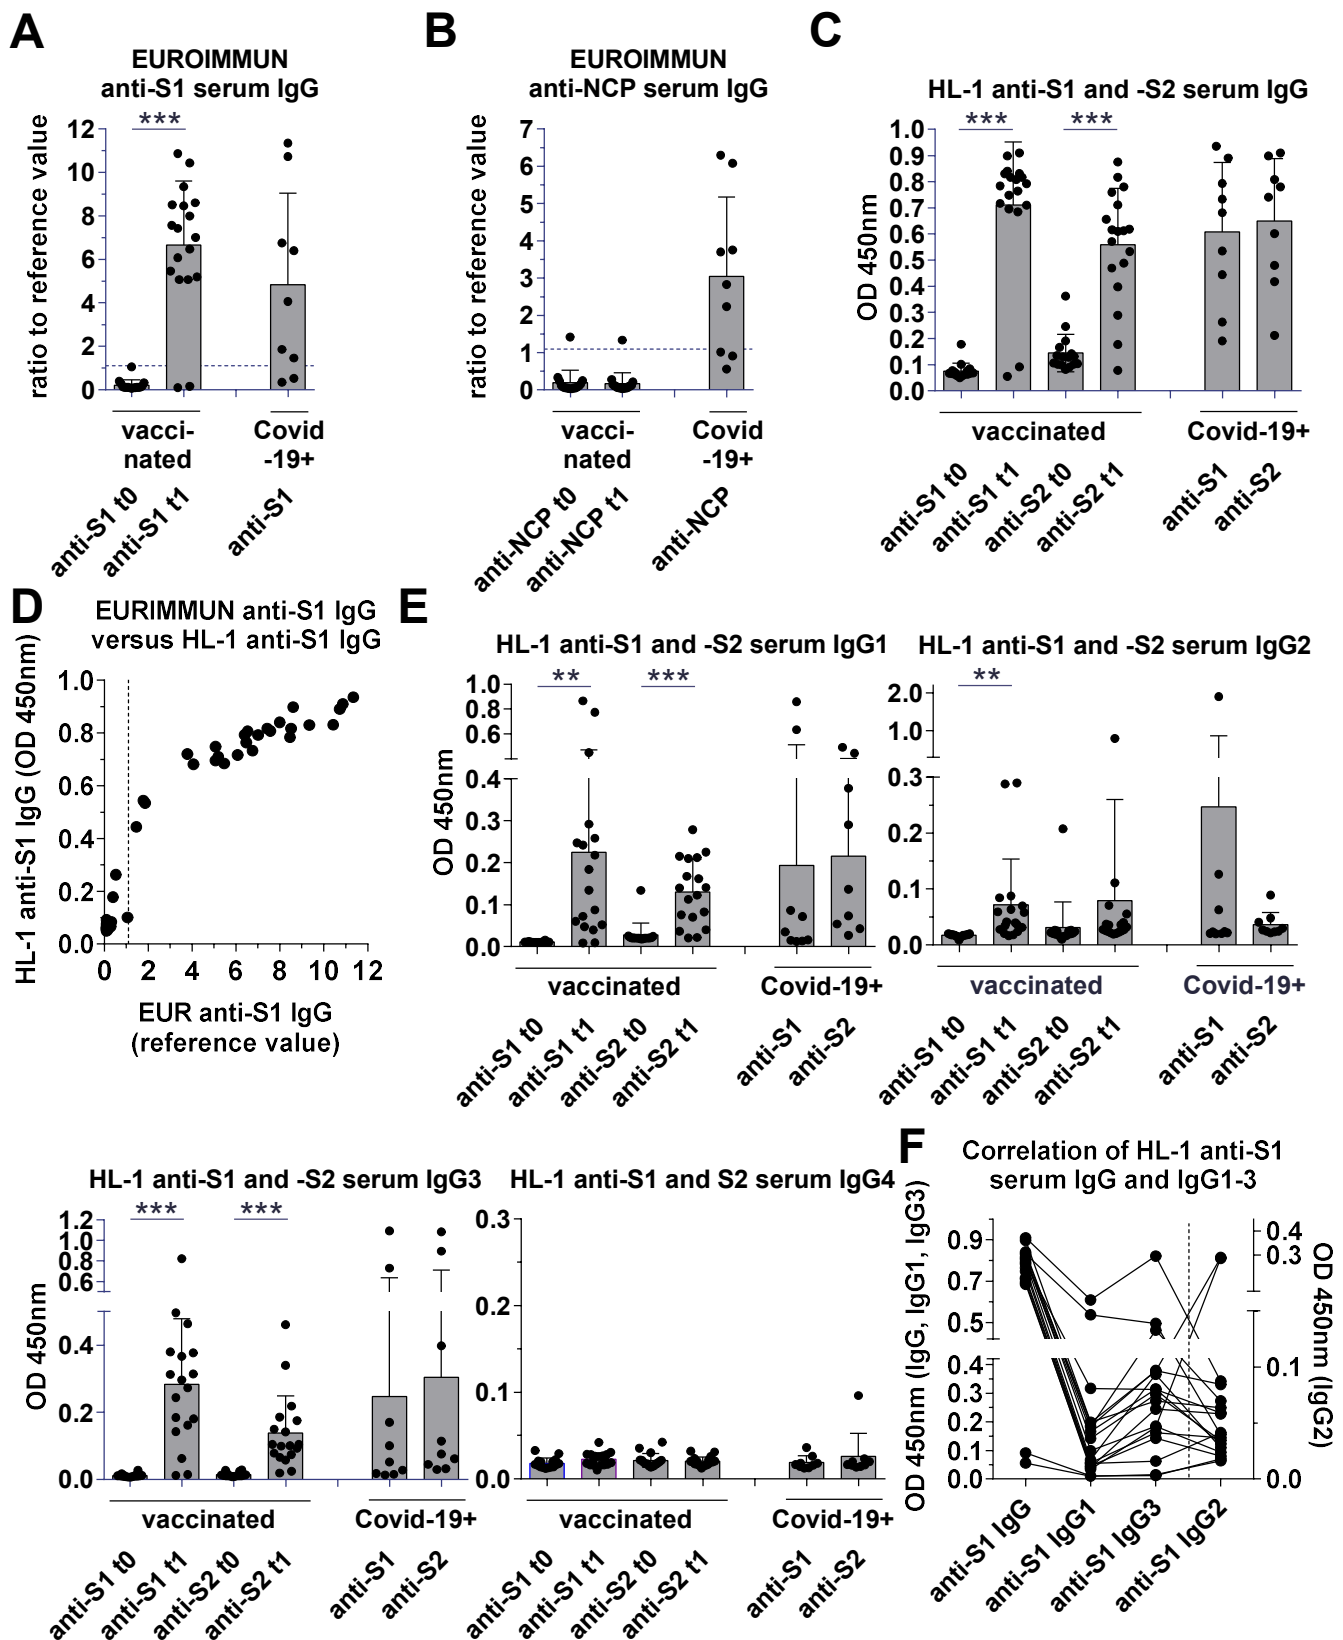 A
EUROIMMUN
anti-S1 serum IgG
***
ratio to reference value
12
10
8
6
4
2
0
vacci-
nated
Covid
-19+
anti-S1 t0
anti-S1 t1
anti-S1
B
EUROIMMUN
anti-NCP serum IgG
ratio to reference value
7
6
5
4
3
2
1
0
vacci-
nated
Covid
-19+
anti-NCP t0
anti-NCP t1
anti-NCP
C
HL-1 anti-S1 and -S2 serum IgG
*** ***
OD 450nm
1.0
0.9
0.8
0.7
0.6
0.5
0.4
0.3
0.2
0.1
0.0
vaccinated
Covid-19+
anti-S1 t0
anti-S1 t1
anti-S2 t0
anti-S2 t1
anti-S1
anti-S2
D
EURIMMUN anti-S1 IgG
versus HL-1 anti-S1 IgG
HL-1 anti-S1 IgG (OD 450nm)
1.0
0.8
0.6
0.4
0.2
0.0
0 2 4 6 8 10 12
EUR anti-S1 IgG
(reference value)
E
HL-1 anti-S1 and -S2 serum IgG1
** ***
OD 450nm
1.0
0.8
0.6
0.4
0.3
0.2
0.1
0.0
vaccinated
Covid-19+
anti-S1 t0
anti-S1 t1
anti-S2 t0
anti-S2 t1
anti-S1
anti-S2
HL-1 anti-S1 and -S2 serum IgG2
**
2.0
1.0
0.3
0.2
0.1
0.0
vaccinated
Covid-19+
anti-S1 t0
anti-S1 t1
anti-S2 t0
anti-S2 t1
anti-S1
anti-S2
HL-1 anti-S1 and -S2 serum IgG3
*** ***
OD 450nm
1.2
1.0
0.8
0.6
0.4
0.2
0.0
vaccinated
Covid-19+
anti-S1 t0
anti-S1 t1
anti-S2 t0
anti-S2 t1
anti-S1
anti-S2
HL-1 anti-S1 and S2 serum IgG4
0.3
0.2
0.1
0.0
vaccinated
Covid-19+
anti-S1 t0
anti-S1 t1
anti-S2 t0
anti-S2 t1
anti-S1
anti-S2
F
Correlation of HL-1 anti-S1
serum IgG and IgG1-3
OD 450nm (IgG, IgG1, IgG3)
0.9
0.7
0.5
0.4
0.3
0.2
0.1
0.0
0.4
0.3
0.1
0.0
OD 450nm (IgG2)
anti-S1 IgG
anti-S1 IgG1
anti-S1 IgG3
anti-S1 IgG2